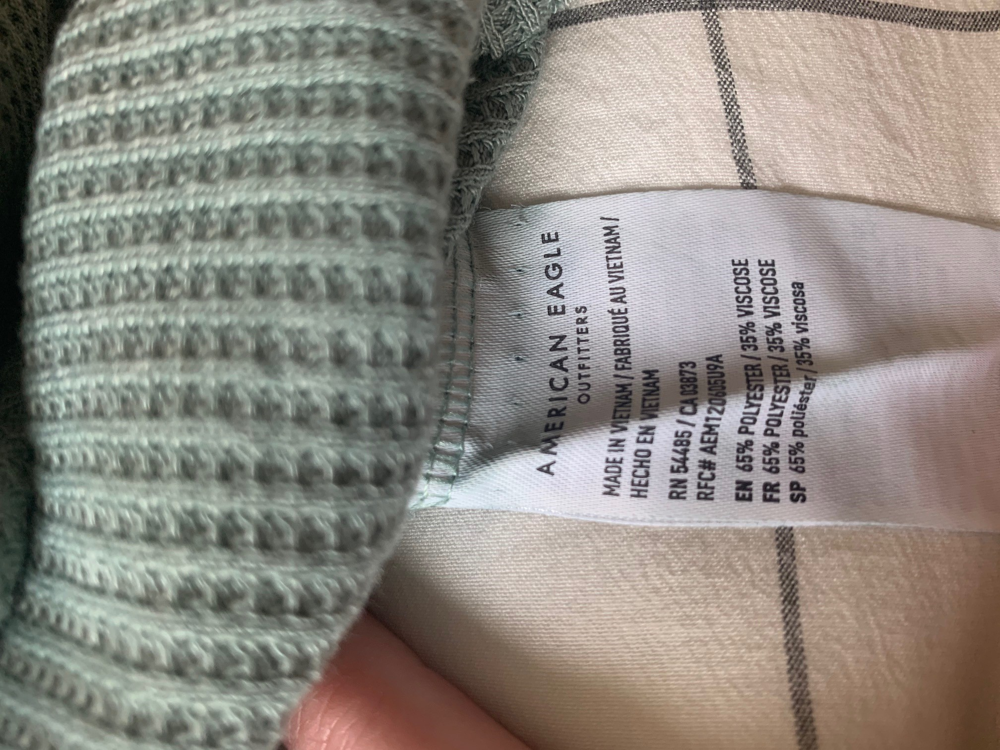 AMERICAN EAGLE
OUTFITTERS
MADE IN VIETNAM / FABRIQUÉ AU VIETNAM /
HECHO EN VIETNAM
RN 54485 / CA 03873
RFC# AEM120605U9A
EN 65% POLYESTER / 35% VISCOSE
FR 65% POLYESTER / 35% VISCOSE
SP 65% poliéster / 35% viscosa